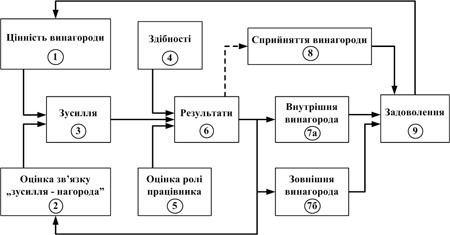 Цінність винагороди
1
Здібності
4
Сприйняття винагороди
8
Зусилля
3
Результати
6
Внутрішня
винагорода
7а
Задоволення
9
Оцінка зв’язку
„зусилля - нагорода”
2
Оцінка ролі
працівника
5
Зовнішня
винагорода
7б